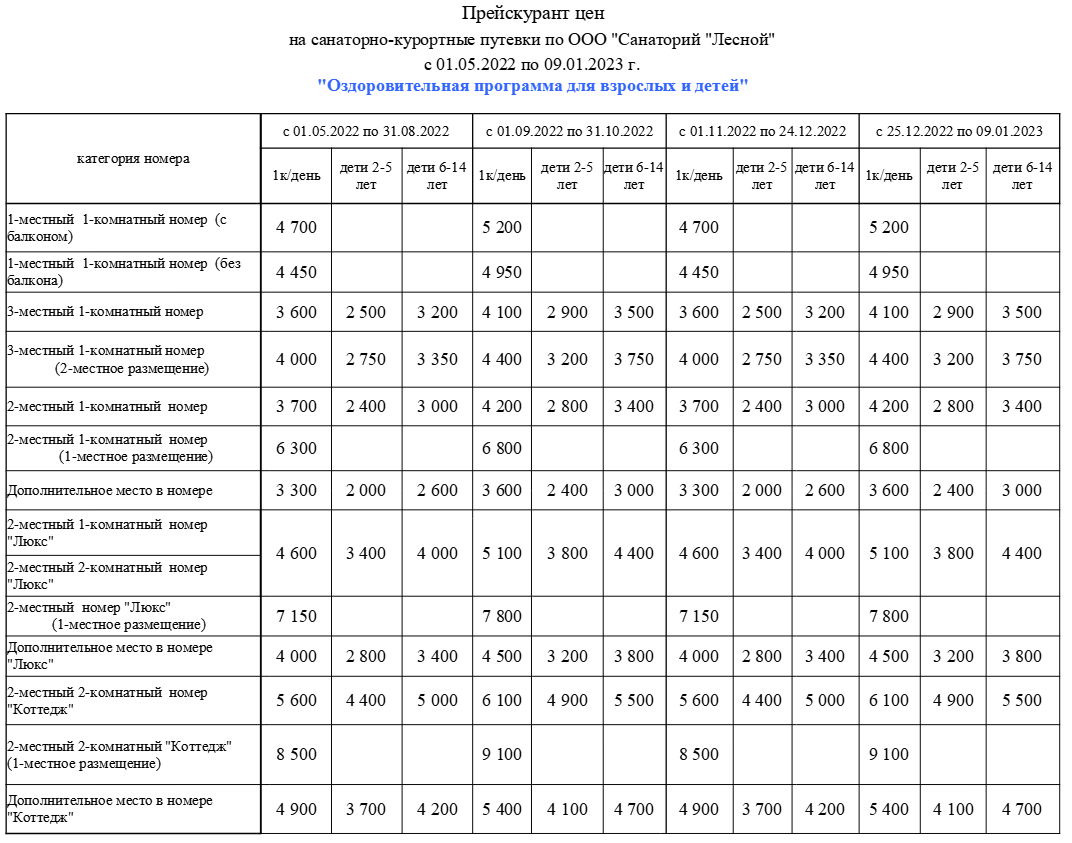 Прейскурант цен
на санаторно-курортные путевки по ООО "Санаторий "Лесной"
с 01.05.2022 по 09.01.2023 г.
"Оздоровительная программа для взрослых и детей"
категория номера
с 01.05.2022 по 31.08.2022 с 01.09.2022 по 31.10.2022 с 01.11.2022 по 24.12.2022 с 25.12.2022 по 09.01.2023
1к/день дети 2-5 лет дети 6-14 лет 1к/день дети 2-5 лет дети 6-14 лет 1к/день дети 2-5 лет дети 6-14 лет 1к/день дети 2-5 лет дети 6-14 лет
1-местный 1-комнатный номер (с
балконом)
4 700 5 200 4 700 5 200
1-местный 1-комнатный номер (без
балкона)
4 450 4 950 4 450 4 950
3-местный 1-комнатный номер 3 600 2 500 3 200 4 100 2 900 3 500 3 600 2 500 3 200 4 100 2 900 3 500
3-местный 1-комнатный номер
(2-местное размещение)
4 000 2 750 3 350 4 400 3 200 3 750 4 000 2 750 3 350 4 400 3 200 3 750
2-местный 1-комнатный номер 3 700 2 400 3 000 4 200 2 800 3 400 3 700 2 400 3 000 4 200 2 800 3 400
2-местный 1-комнатный номер
(1-местное размещение)
6 300 6 800 6 300 6 800
Дополнительное место в номере 3 300 2 000 2 600 3 600 2 400 3 000 3 300 2 000 2 600 3 600 2 400 3 000
2-местный 1-комнатный номер
"Люкс"
2-местный 2-комнатный номер
"Люкс"
4 600 3 400 4 000 5 100 3 800 4 400 4 600 3 400 4 000 5 100 3 800 4 400
2-местный номер "Люкс"
(1-местное размещение)
7 150 7 800 7 150 7 800
Дополнительное место в номере
"Люкс"
4 000 2 800 3 400 4 500 3 200 3 800 4 000 2 800 3 400 4 500 3 200 3 800
2-местный 2-комнатный номер
"Коттедж"
5 600 4 400 5 000 6 100 4 900 5 500 5 600 4 400 5 000 6 100 4 900 5 500
2-местный 2-комнатный "Коттедж"
(1-местное размещение)
8 500 9 100 8 500 9 100
Дополнительное место в номере
"Коттедж"
4 900 3 700 4 200 5 400 4 100 4 700 4 900 3 700 4 200 5 400 4 100 4 700